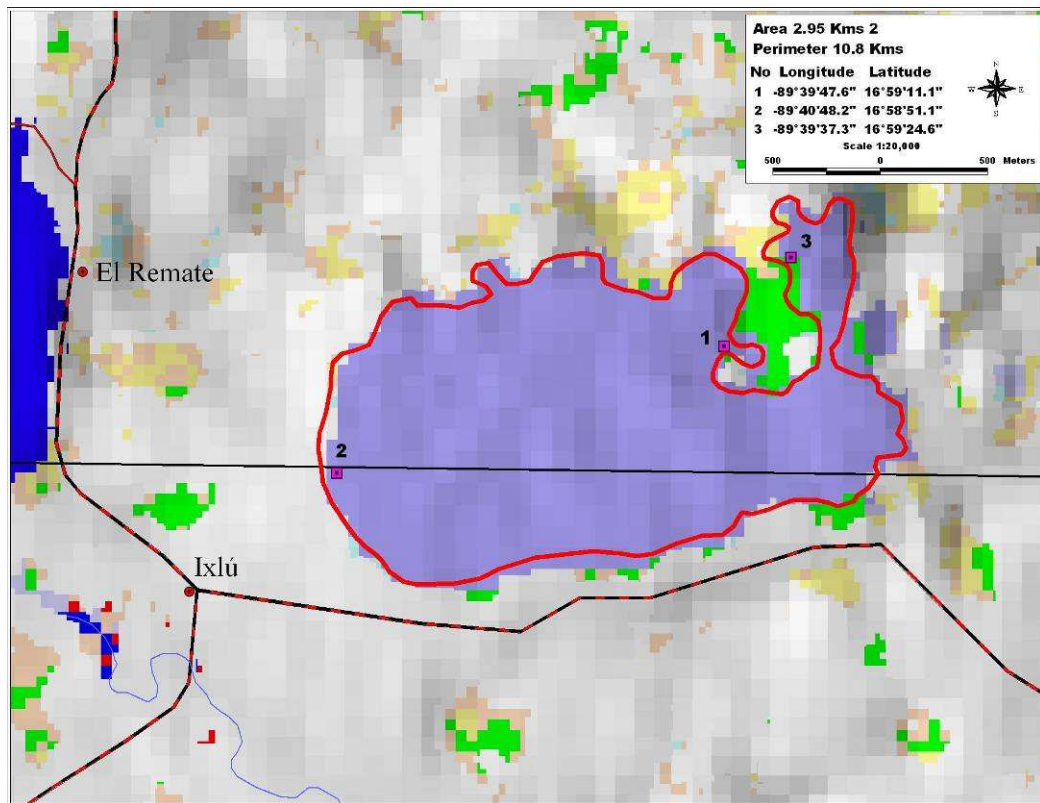 Area 2.95 Kms 2
Perimeter 10.8 Kms
No Longitude Latitude
1 -89°39'47.6" 16°59'11.1"
2 -89°40'48.2" 16°58'51.1"
3 -89°39'37.3" 16°59'24.6"
Scale 1:20,000
500 0 500 Meters
N
W E
S
3
El Remate
1
2
Ixlú